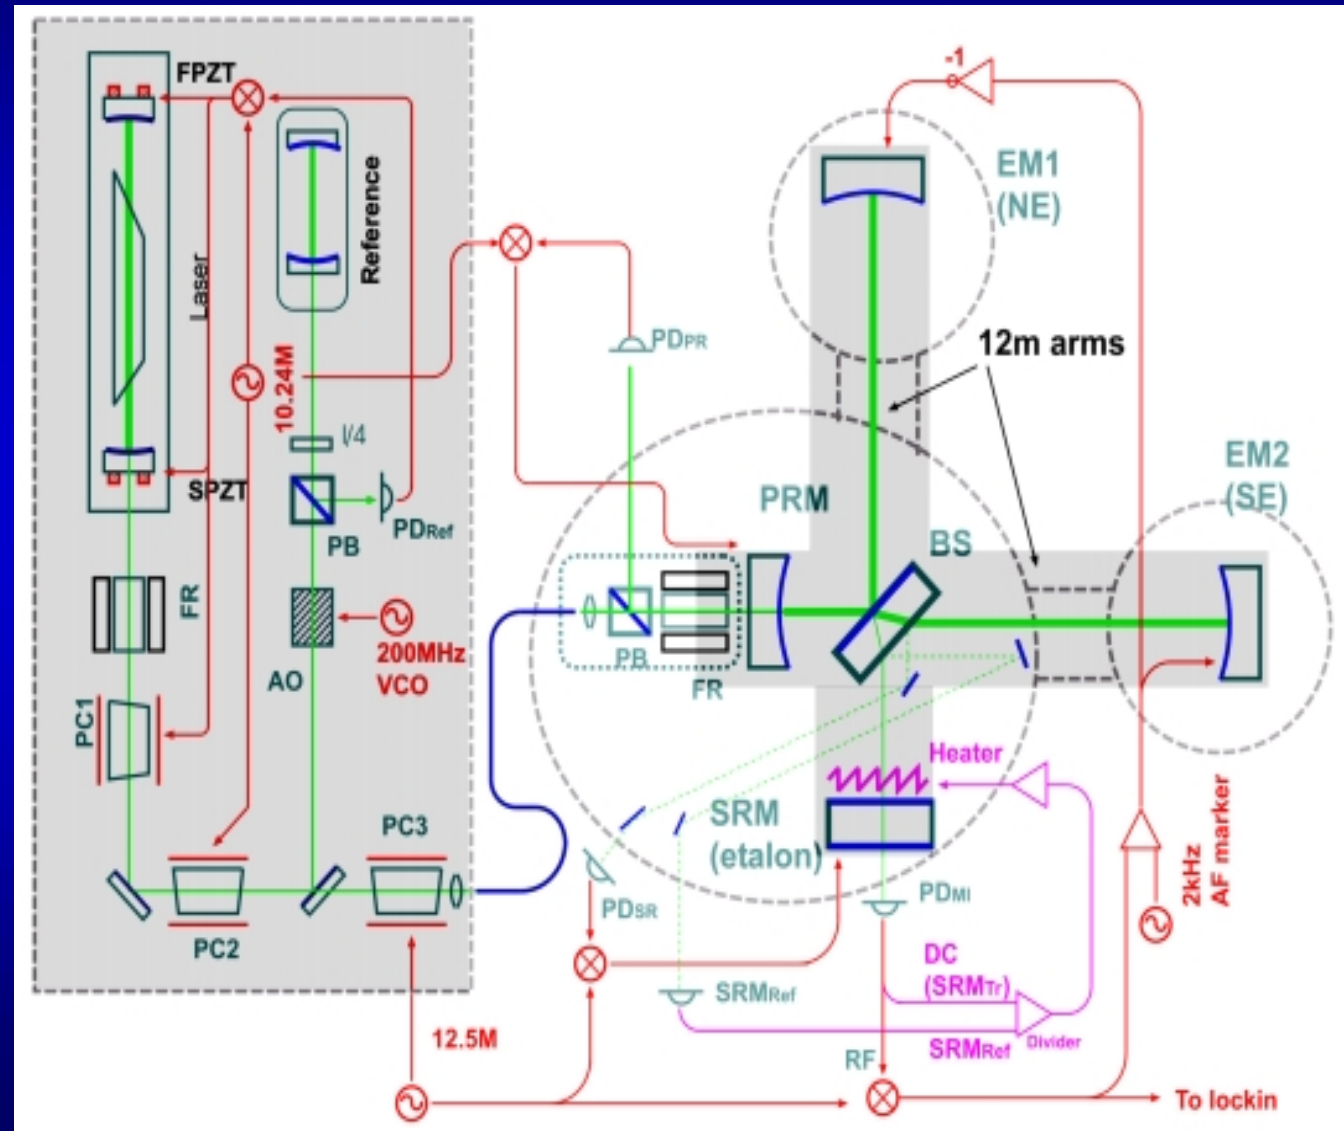 FPZT
-1
EM1
(NE)
Reference
Laser
PDPR
12m arms
10.24M
l/4
EM2
(SE)
SPZT
PRM
PDRef
PB
BS
FR
200MHz
VCO
AO
PB
FR
PC1
Heater
SRM
(etalon)
PC3
2kHz
AF marker
PDSR
PDMI
PC2
DC
(SRMTr)
SRMRef
12.5M
SRMRef
Divider
RF
To lockin